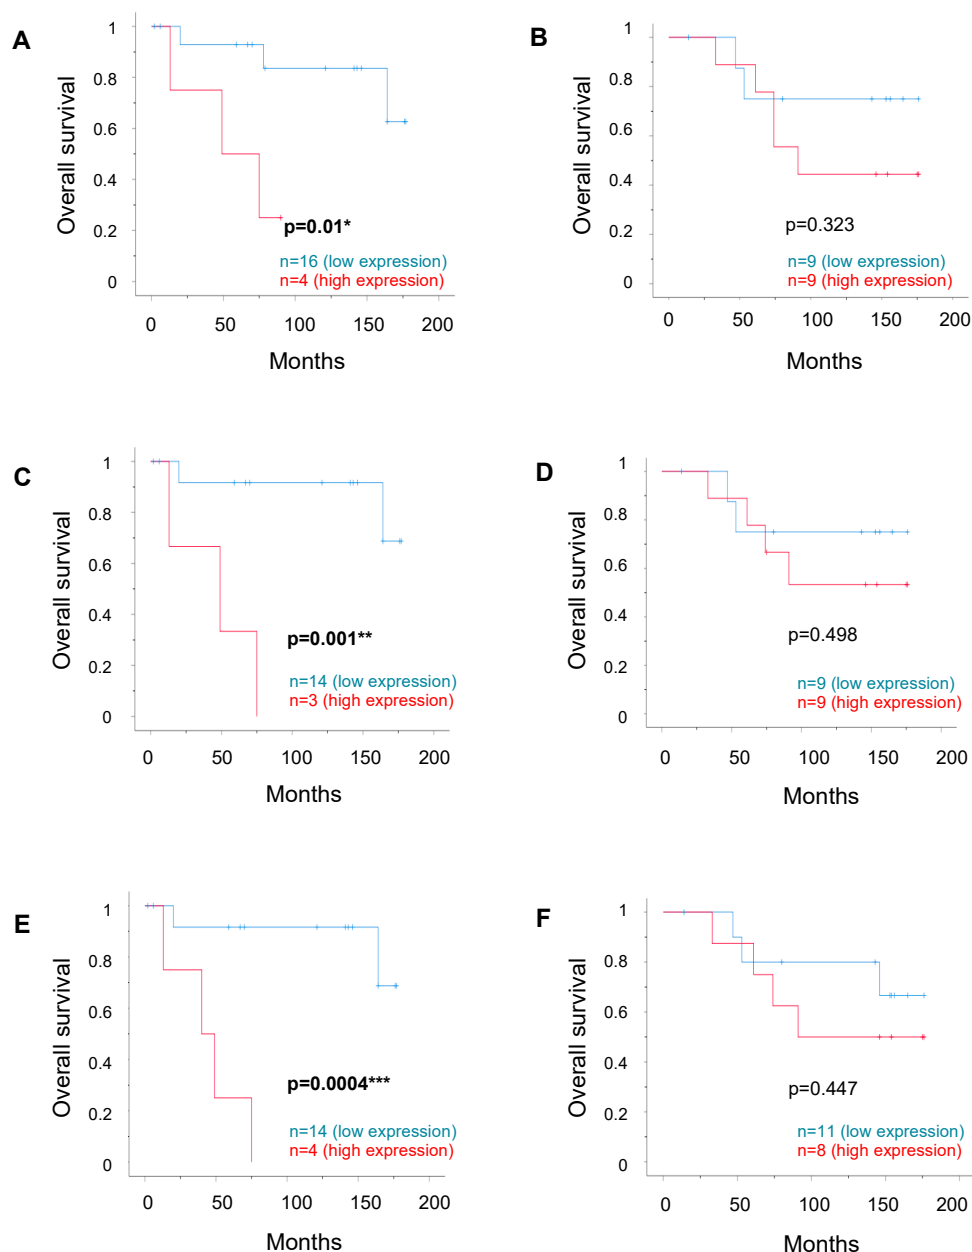 A
Overall survival
1
0.8
0.6
0.4
0.2
0
p=0.01*
n=16 (low expression)
n=4 (high expression)
0 50 100 150 200
Months
B
Overall survival
1
0.8
0.6
0.4
0.2
0
p=0.323
n=9 (low expression)
n=9 (high expression)
0 50 100 150 200
Months
C
Overall survival
1
0.8
0.6
0.4
0.2
0
p=0.001**
n=14 (low expression)
n=3 (high expression)
0 50 100 150 200
Months
D
Overall survival
1
0.8
0.6
0.4
0.2
0
p=0.498
n=9 (low expression)
n=9 (high expression)
0 50 100 150 200
Months
E
Overall survival
1
0.8
0.6
0.4
0.2
0
p=0.0004***
n=14 (low expression)
n=4 (high expression)
0 50 100 150 200
Months
F
Overall survival
1
0.8
0.6
0.4
0.2
0
p=0.447
n=11 (low expression)
n=8 (high expression)
0 50 100 150 200
Months